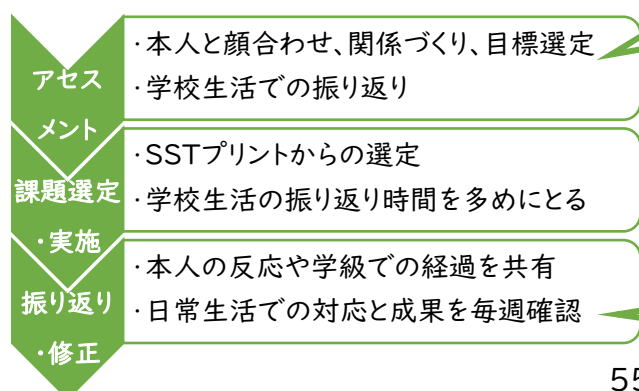 アセス
メント
・本人と顔合わせ、関係づくり、目標選定
・学校生活での振り返り
課題選定
・実施
・SSTプリントからの選定
・学校生活の振り返り時間を多めにとる
振り返り
・修正
・本人の反応や学級での経過を共有
・日常生活での対応と成果を毎週確認
55